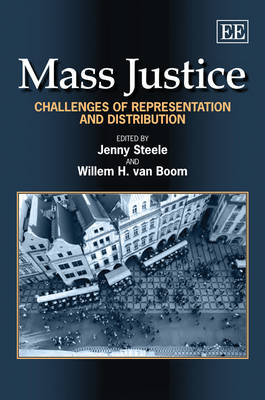 EE
Mass Justice
CHALLENGES OF REPRESENTATION
AND DISTRIBUTION
EDITED BY
Jenny Steele
AND
Willem H. van Boom